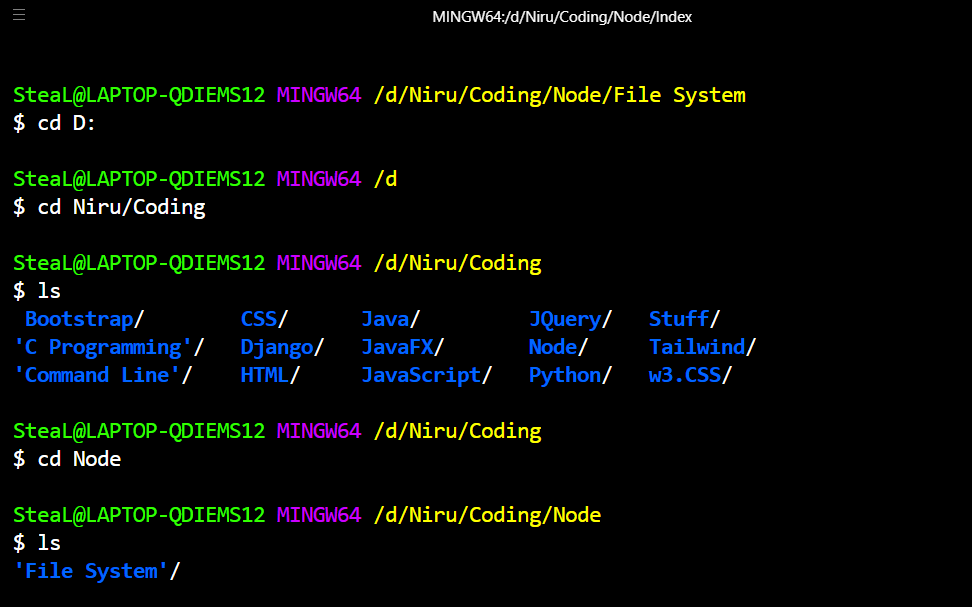 MINGW64:/d/Niru/Coding/Node/Index
SteaL@LAPTOP-QDIEMS12 MINGW64 /d/Niru/Coding/Node/File System
$ cd D:
SteaL@LAPTOP-QDIEMS12 MINGW64 /d
$ cd Niru/Coding
SteaL@LAPTOP-QDIEMS12 MINGW64 /d/Niru/Coding
$ ls
Bootstrap/ CSS/ Java/ JQuery/ Stuff/
'C Programming'/ Django/ JavaFX/ Node/ Tailwind/
'Command Line'/ HTML/ JavaScript/ Python/ w3.CSS/
SteaL@LAPTOP-QDIEMS12 MINGW64 /d/Niru/Coding
$ cd Node
SteaL@LAPTOP-QDIEMS12 MINGW64 /d/Niru/Coding/Node
$ ls
'File System'/